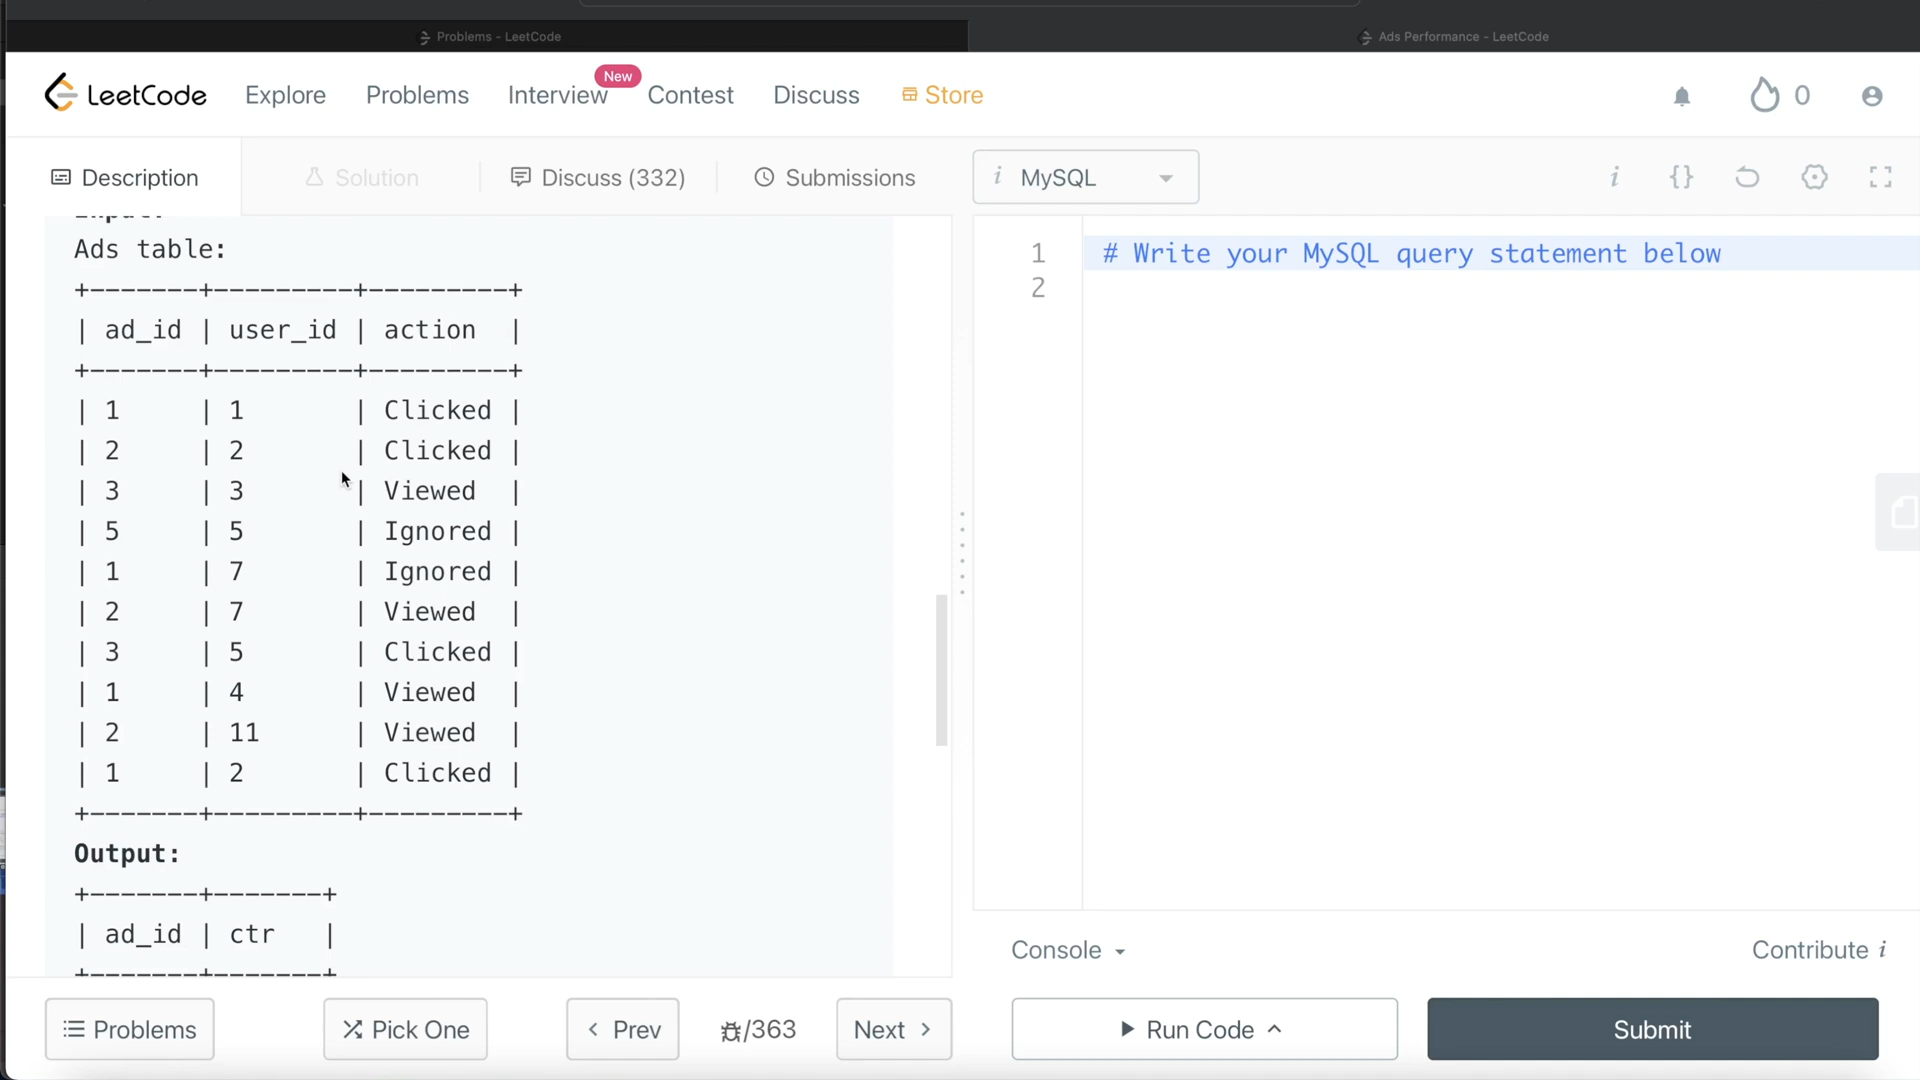 Problems - LeetCode
Ads Performance - LeetCode
LeetCode Explore Problems Interview New Contest Discuss Store 0
Description Solution Discuss (332) Submissions
MySQL i {}
Ads table:
+-------+---------+---------+
| ad_id | user_id | action  |
+-------+---------+---------+
| 1     | 1       | Clicked |
| 2     | 2       | Clicked |
| 3     | 3       | Viewed  |
| 5     | 5       | Ignored |
| 1     | 7       | Ignored |
| 2     | 7       | Viewed  |
| 3     | 5       | Clicked |
| 1     | 4       | Viewed  |
| 2     | 11      | Viewed  |
| 1     | 2       | Clicked |
+-------+---------+---------+
Output:
+-------+-------+
| ad_id | ctr   |
+-------+-------+
1 # Write your MySQL query statement below
2
Console
Contribute i
Problems Pick One < Prev /363 Next >
Run Code
Submit